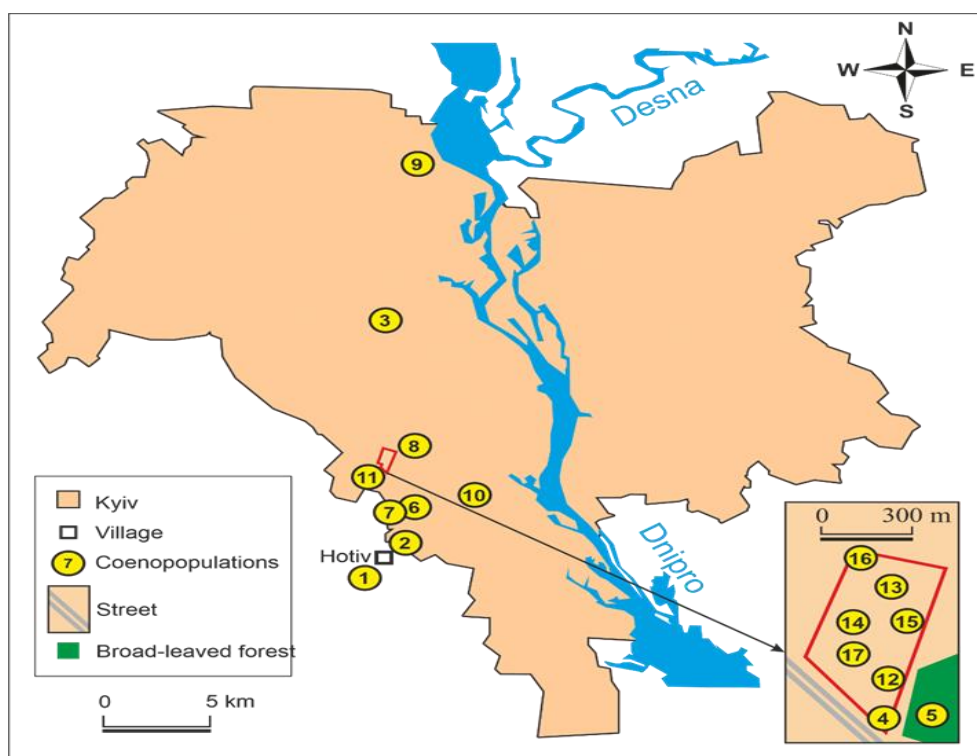 N
W E
S
Desna
9
3
8
11
10
7 6
2
Hotiv
1
Dnipro
Kyiv
Village
7 Coenopopulations
Street
Broad-leaved forest
0 5 km
0 300 m
16
13
14 15
17
12
4 5